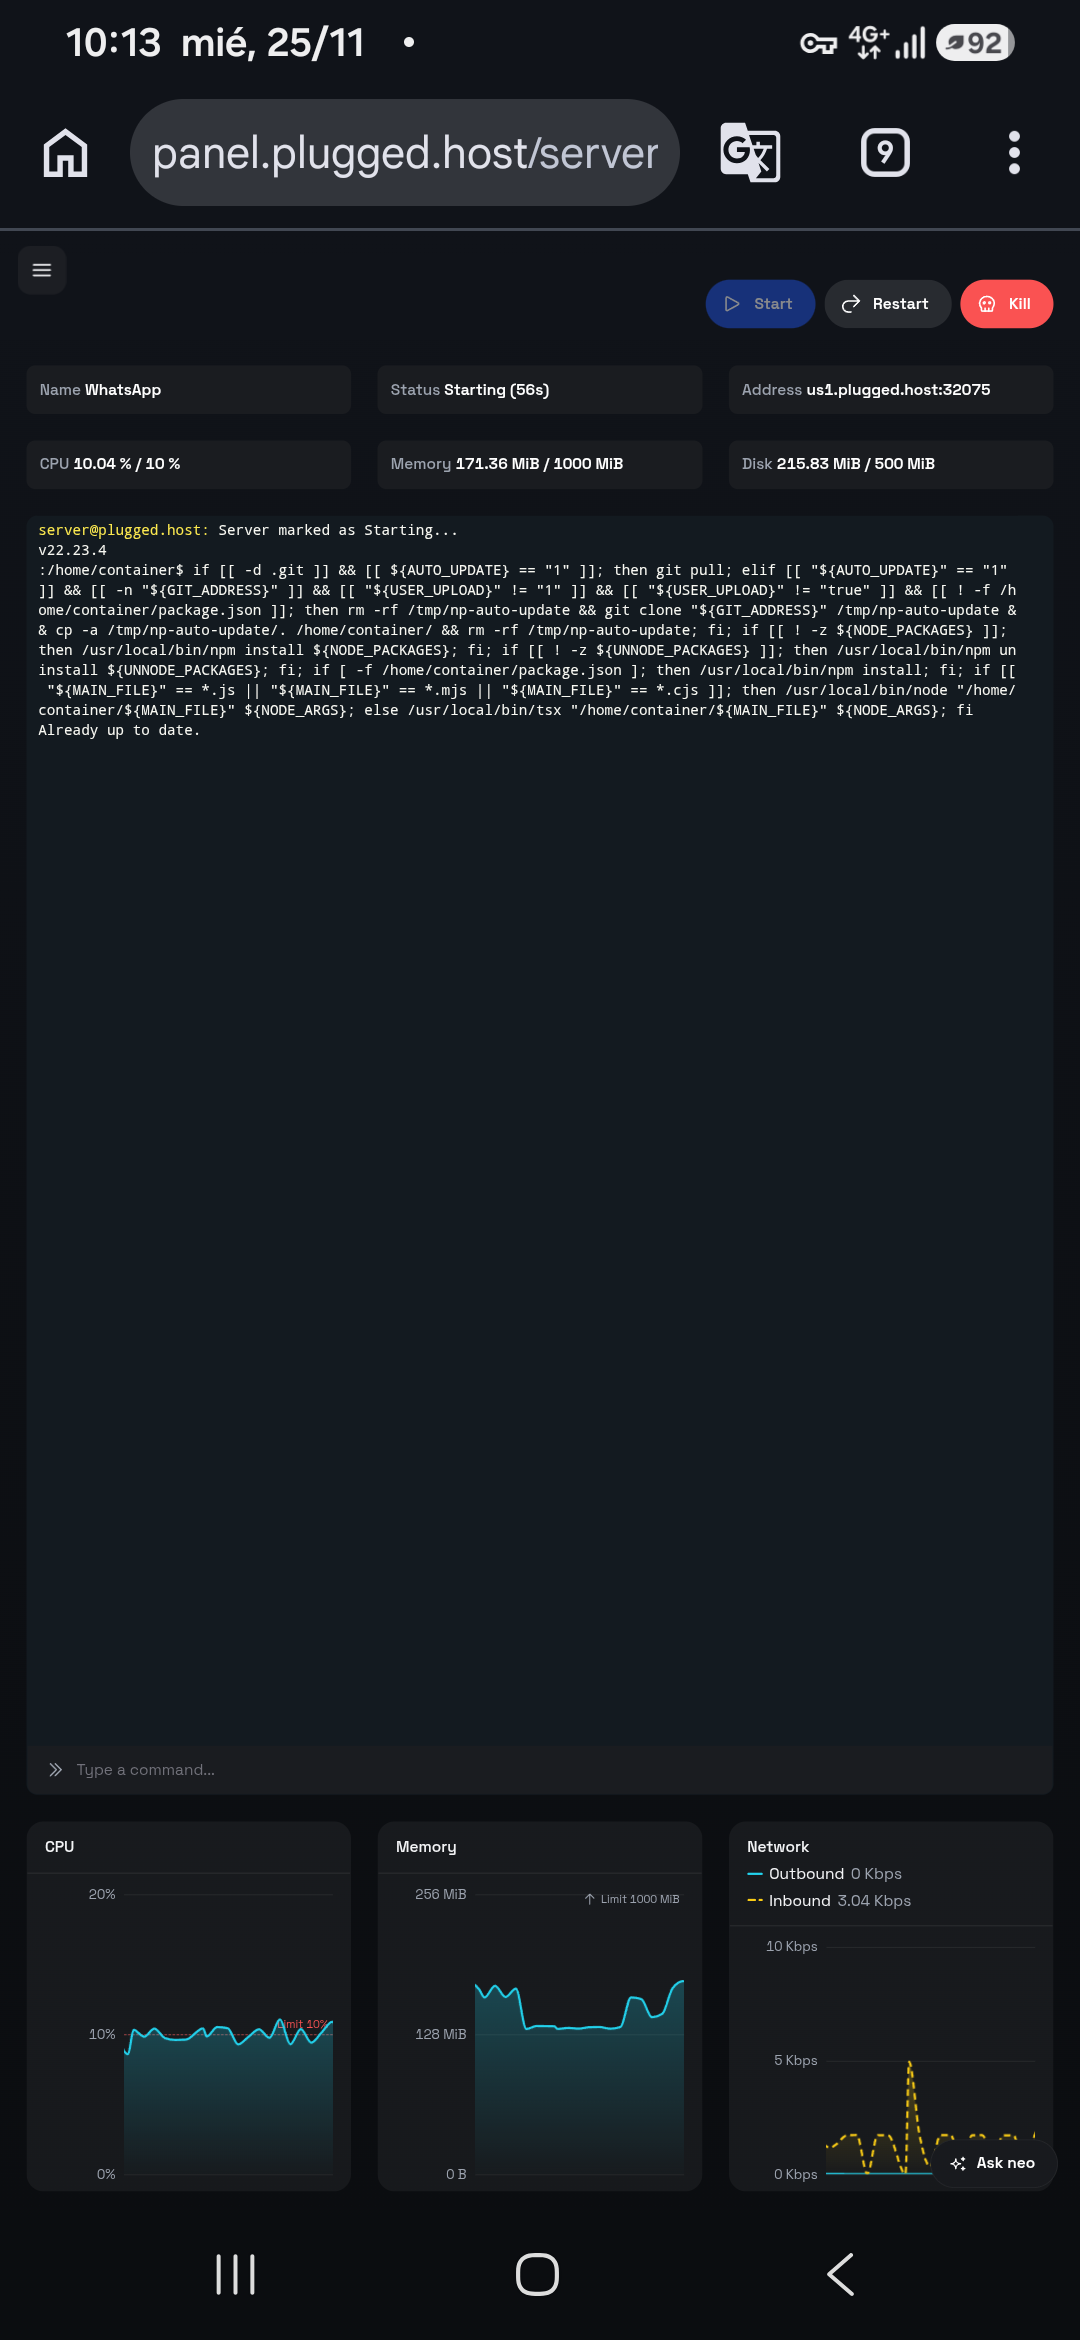 10:13 mié, 25/11 •
4G+
92
panel.plugged.host/server
9
Start
Restart
Kill
Name WhatsApp
Status Starting (56s)
Address us1.plugged.host:32075
CPU 10.04 % / 10 %
Memory 171.36 MiB / 1000 MiB
Disk 215.83 MiB / 500 MiB
server@plugged.host: Server marked as Starting...
v22.23.4
:/home/container$ if [[ -d .git ]] && [[ ${AUTO_UPDATE} == "1" ]]; then git pull; elif [[ "${AUTO_UPDATE}" == "1"
]] && [[ -n "${GIT_ADDRESS}" ]] && [[ "${USER_UPLOAD}" != "1" ]] && [[ "${USER_UPLOAD}" != "true" ]] && [[ ! -f /h
ome/container/package.json ]]; then rm -rf /tmp/np-auto-update && git clone "${GIT_ADDRESS}" /tmp/np-auto-update &
& cp -a /tmp/np-auto-update/. /home/container/ && rm -rf /tmp/np-auto-update; fi; if [[ ! -z ${NODE_PACKAGES} ]];
then /usr/local/bin/npm install ${NODE_PACKAGES}; fi; if [[ ! -z ${UNNODE_PACKAGES} ]]; then /usr/local/bin/npm un
install ${UNNODE_PACKAGES}; fi; if [ -f /home/container/package.json ]; then /usr/local/bin/npm install; fi; if [[
"${MAIN_FILE}" == *.js || "${MAIN_FILE}" == *.mjs || "${MAIN_FILE}" == *.cjs ]]; then /usr/local/bin/node "/home/
container/${MAIN_FILE}" ${NODE_ARGS}; else /usr/local/bin/tsx "/home/container/${MAIN_FILE}" ${NODE_ARGS}; fi
Already up to date.
Type a command...
CPU
20%
Limit 10%
10%
0%
Memory
256 MiB
Limit 1000 MiB
128 MiB
0 B
Network
Outbound 0 Kbps
Inbound 3.04 Kbps
10 Kbps
5 Kbps
0 Kbps
Ask neo